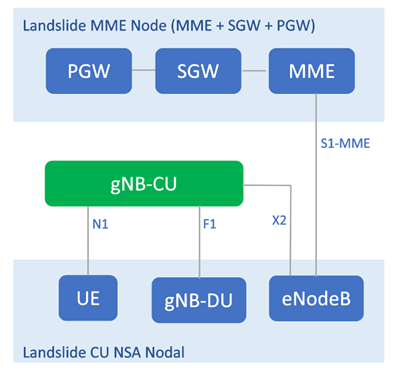 Landslide MME Node (MME + SGW + PGW)
PGW
SGW
MME
S1-MME
gNB-CU
N1
F1
X2
UE
gNB-DU
eNodeB
Landslide CU NSA Nodal